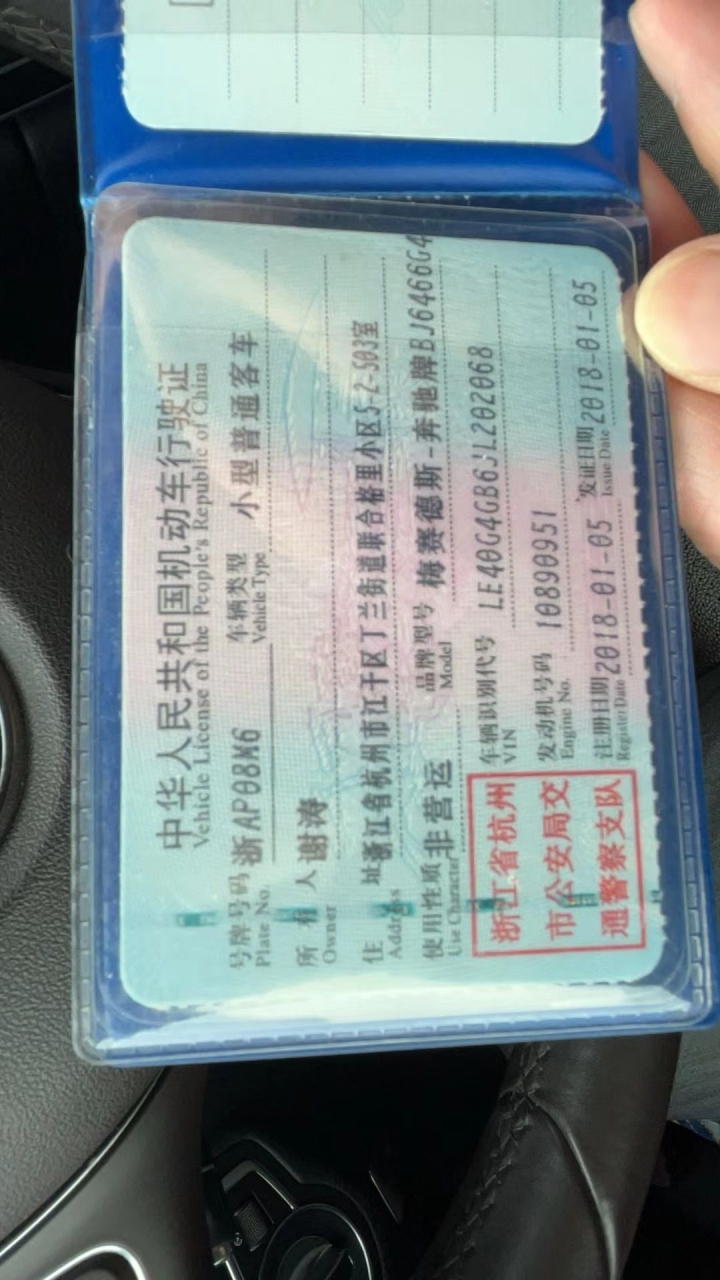 中华人民共和国机动车行驶证
Vehicle License of the People's Republic of China
号牌号码 浙AP08M6 车辆类型 小型普通客车
Plate No. Vehicle Type
所有人 谢涛
Owner
住址 浙江省杭州市江干区丁兰街道联合格里小区5-2-503室
Address
使用性质 非营运 品牌型号 梅赛德斯-奔驰牌BJ6466G4
Use Character Model
浙江省杭州市公安局交通警察支队
车辆识别代号 LE40G4GB6JL202068
VIN
发动机号码 10890951
Engine No.
注册日期 2018-01-05 发证日期 2018-01-05
Register Date Issue Date